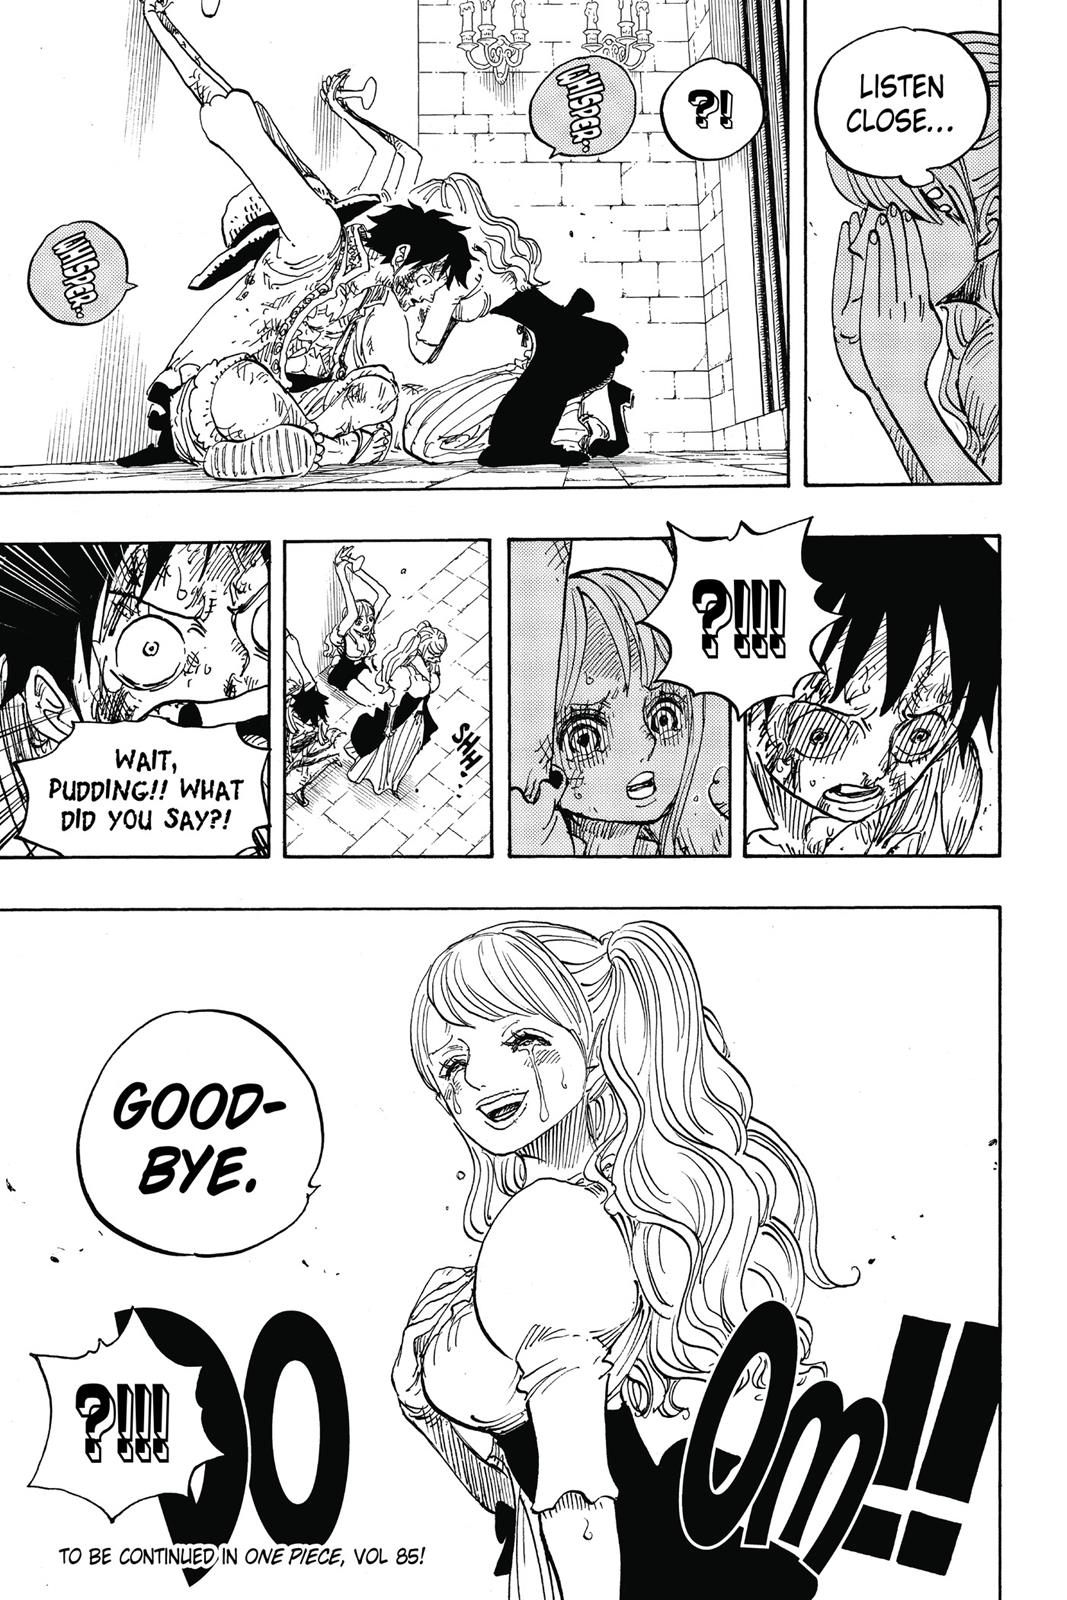 LISTEN
CLOSE...
?!
WHISPER..
WHISPER..
?!!!
SHH...
WAIT,
PUDDING!! WHAT
DID YOU SAY?!
GOOD-
BYE.
?!!!
DOOOM!!
TO BE CONTINUED IN ONE PIECE, VOL 85!